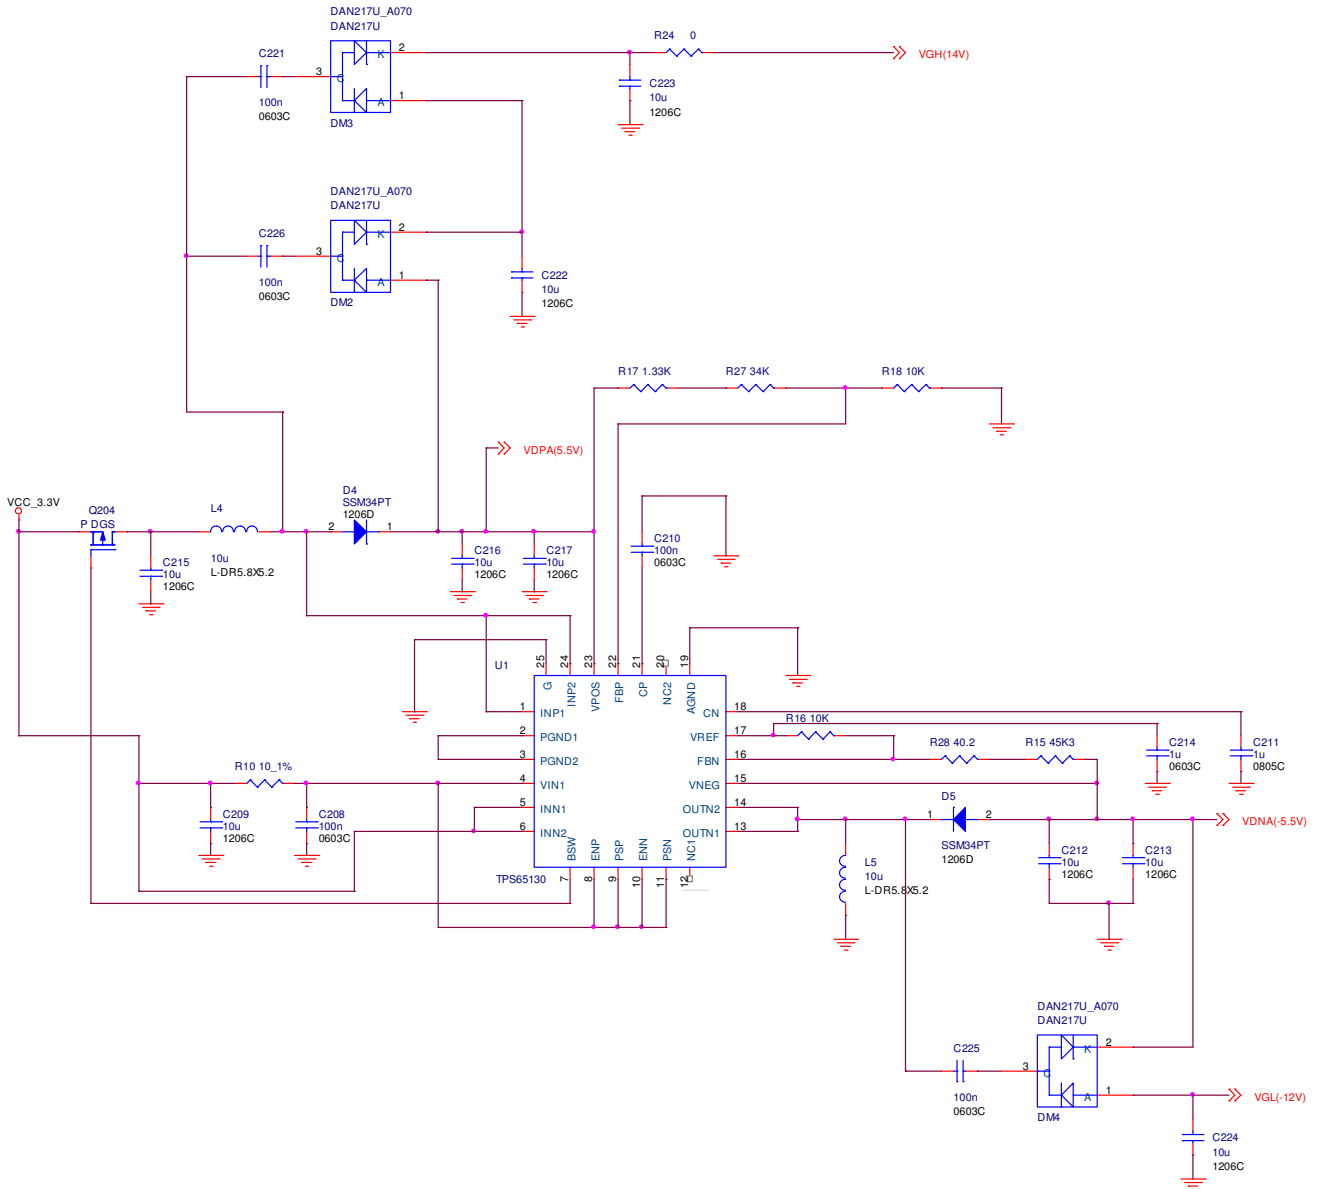 DAN217U_A070
DAN217U
C221
100n
0603C
3
C
K
A
2
1
DM3
R24 0
VGH(14V)
C223
10u
1206C
DAN217U_A070
DAN217U
C226
100n
0603C
3
C
K
A
2
1
DM2
C222
10u
1206C
R17 1.33K
R27 34K
R18 10K
VDPA(5.5V)
VCC_3.3V
Q204
P DGS
L4
10u
L-DR5.8X5.2
C215
10u
1206C
D4
SSM34PT
1206D
2
1
C216
10u
1206C
C217
10u
1206C
C210
100n
0603C
U1
25
24
23
22
21
20
19
G
INP2
VPOS
FBP
CP
NC2
AGND
1
INP1
2
PGND1
3
PGND2
4
VIN1
5
INN1
6
INN2
CN
18
VREF
17
FBN
16
VNEG
15
OUTN2
14
OUTN1
13
BSW
ENP
PSP
ENN
PSN
NC1
7
8
9
10
11
12
TPS65130
R10 10_1%
C209
10u
1206C
C208
100n
0603C
R16 10K
R28 40.2
R15 45K3
C214
1u
0603C
C211
1u
0805C
D5
1
2
SSM34PT
1206D
L5
10u
L-DR5.8X5.2
C212
10u
1206C
C213
10u
1206C
VDNA(-5.5V)
DAN217U_A070
DAN217U
C225
100n
0603C
3
C
K
A
2
1
DM4
VGL(-12V)
C224
10u
1206C